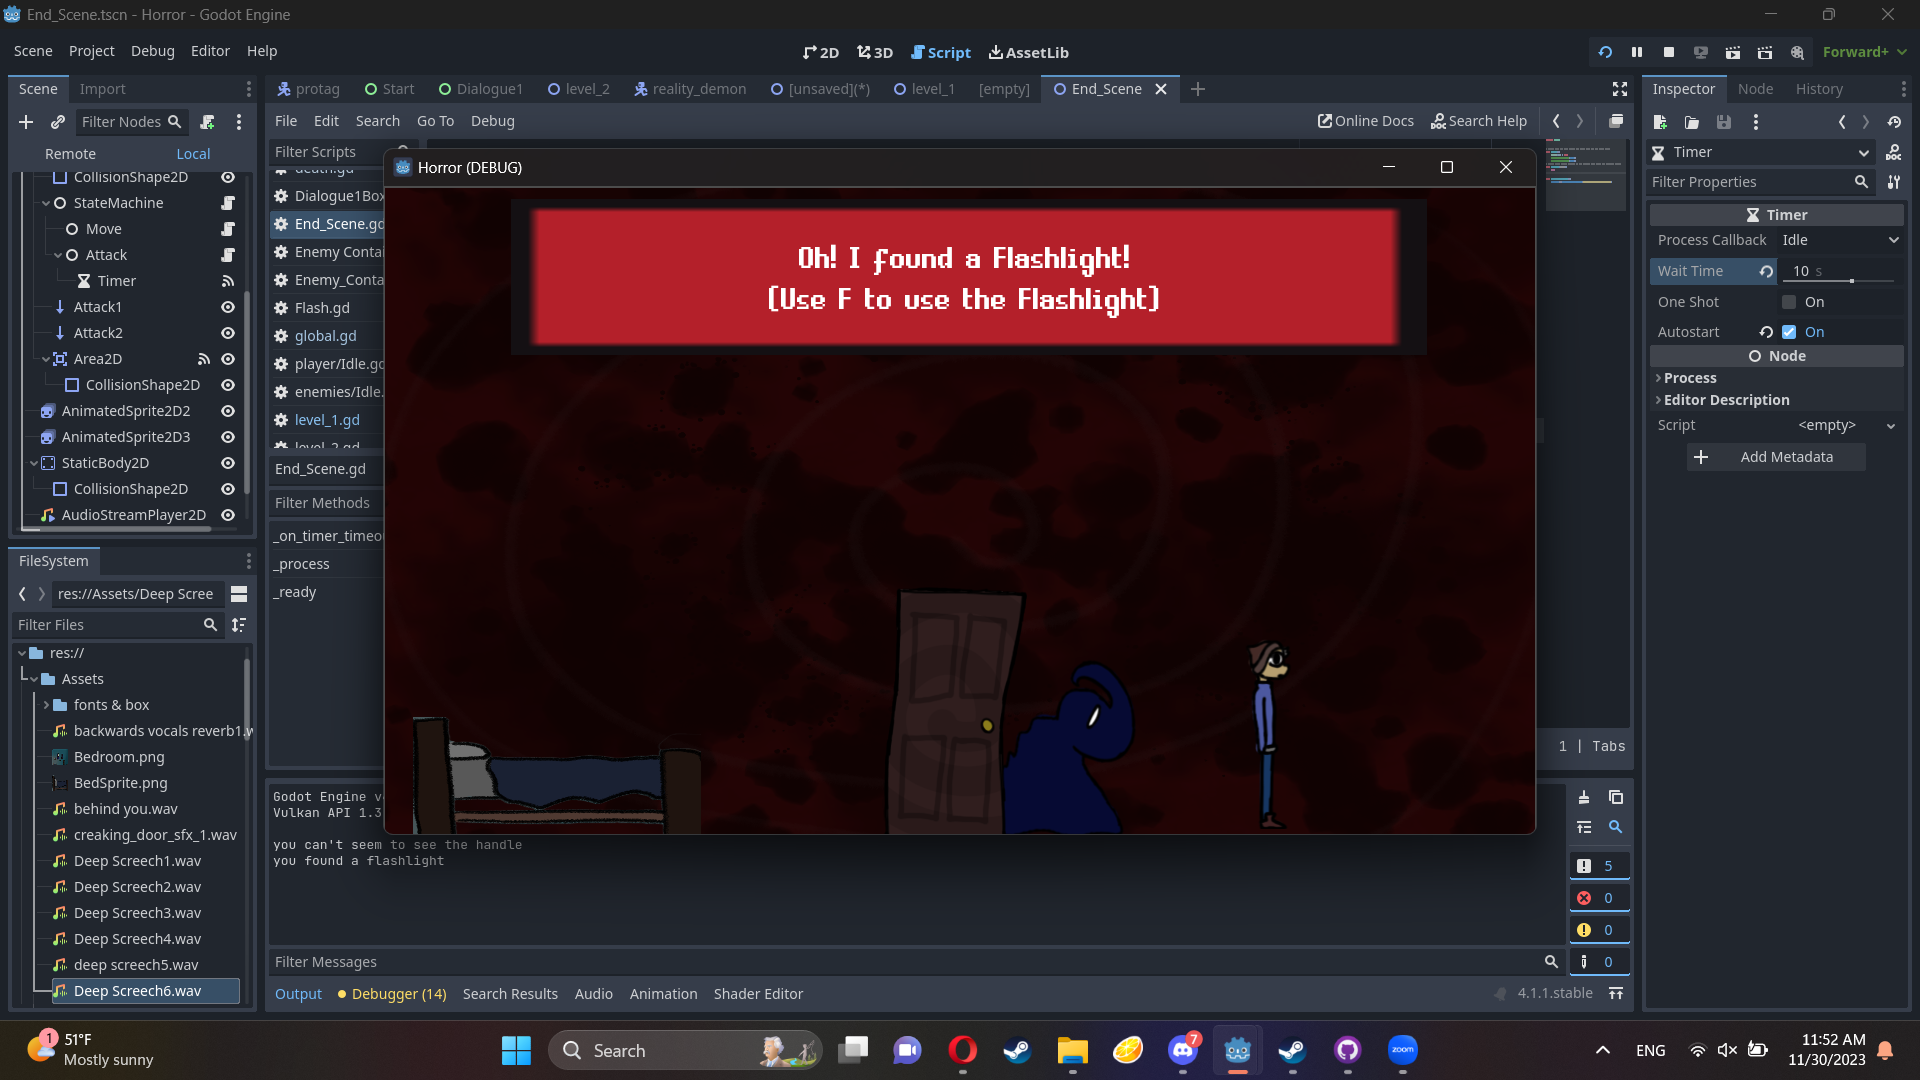 End_Scene.tscn - Horror - Godot Engine
Scene Project Debug Editor Help
2D 3D Script AssetLib
Forward+
Scene Import
Filter Nodes
Remote Local
CollisionShape2D
StateMachine
Move
Attack
Timer
Attack1
Attack2
Area2D
CollisionShape2D
AnimatedSprite2D2
AnimatedSprite2D3
StaticBody2D
CollisionShape2D
AudioStreamPlayer2D
FileSystem
res://Assets/Deep Scree
Filter Files
res://
Assets
fonts & box
backwards vocals reverb1.w
Bedroom.png
BedSprite.png
behind you.wav
creaking_door_sfx_1.wav
Deep Screech1.wav
Deep Screech2.wav
Deep Screech3.wav
Deep Screech4.wav
deep screech5.wav
Deep Screech6.wav
protag Start Dialogue1 level_2 reality_demon [unsaved](*) level_1 [empty] End_Scene
File Edit Search Go To Debug
Online Docs Search Help
Filter Scripts
death.gd
Dialogue1Box
End_Scene.gd
Enemy Contai
Enemy_Conta
Flash.gd
global.gd
player/Idle.gd
enemies/Idle.
level_1.gd
level_2.gd
End_Scene.gd
Filter Methods
_on_timer_timeou
_process
_ready
Horror (DEBUG)
Oh! I found a Flashlight!
(Use F to use the Flashlight)
1 | Tabs
Godot Engine v
Vulkan API 1.3
you can't seem to see the handle
you found a flashlight
5
0
0
0
Filter Messages
Output Debugger (14) Search Results Audio Animation Shader Editor
4.1.1.stable
Inspector Node History
Timer
Filter Properties
Timer
Process Callback Idle
Wait Time 10 s
One Shot On
Autostart On
Node
Process
Editor Description
Script <empty>
Add Metadata
1
51°F
Mostly sunny
Search
7
zoom
ENG
11:52 AM
11/30/2023